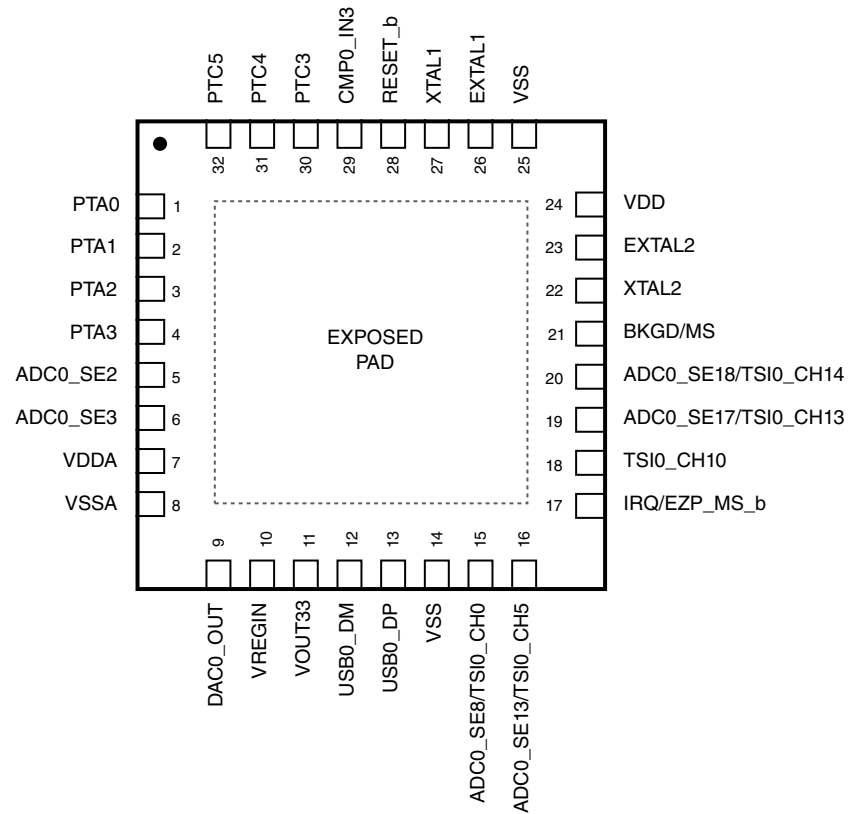 PTC5
PTC4
PTC3
CMP0_IN3
RESET_b
XTAL1
EXTAL1
VSS
32
31
30
29
28
27
26
25
PTA0 1
PTA1 2
PTA2 3
PTA3 4
ADC0_SE2 5
ADC0_SE3 6
VDDA 7
VSSA 8
EXPOSED
PAD
24 VDD
23 EXTAL2
22 XTAL2
21 BKGD/MS
20 ADC0_SE18/TSI0_CH14
19 ADC0_SE17/TSI0_CH13
18 TSI0_CH10
17 IRQ/EZP_MS_b
9
10
11
12
13
14
15
16
DAC0_OUT
VREGIN
VOUT33
USB0_DM
USB0_DP
VSS
ADC0_SE8/TSI0_CH0
ADC0_SE13/TSI0_CH5